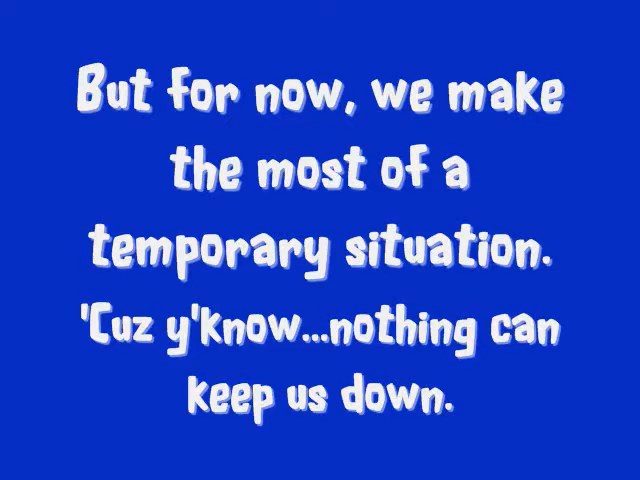 But for now, we make
the most of a
temporary situation.
'Cuz y'know...nothing can
keep us down.